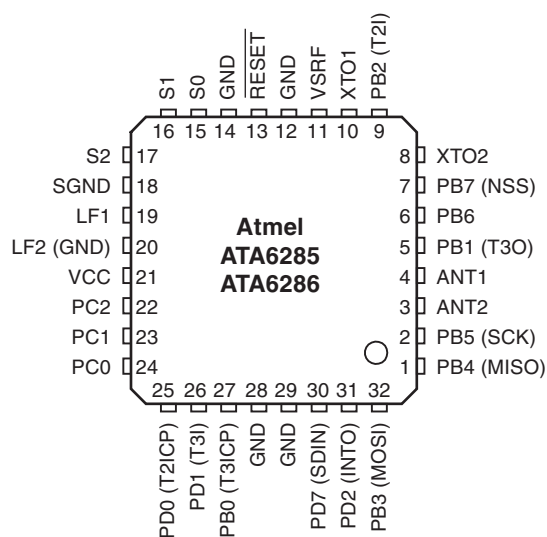 S1
S0
GND
RESET
GND
VSRF
XTO1
PB2 (T2I)
16 15 14 13 12 11 10 9
S2 17
SGND 18
LF1 19
LF2 (GND) 20
VCC 21
PC2 22
PC1 23
PC0 24
Atmel
ATA6285
ATA6286
8 XTO2
7 PB7 (NSS)
6 PB6
5 PB1 (T3O)
4 ANT1
3 ANT2
2 PB5 (SCK)
1 PB4 (MISO)
25 26 27 28 29 30 31 32
PD0 (T2ICP)
PD1 (T3I)
PB0 (T3ICP)
GND
GND
PD7 (SDIN)
PD2 (INTO)
PB3 (MOSI)